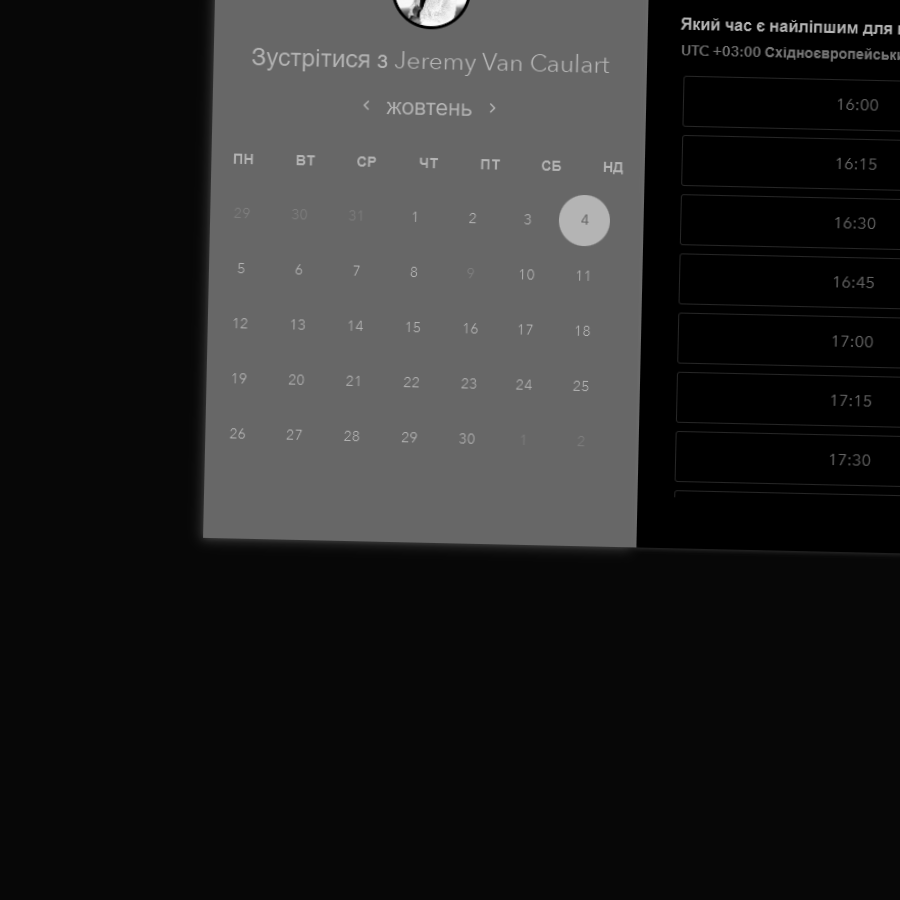 Зустрітися з Jeremy Van Caulart
‹ жовтень ›
ПН ВТ СР ЧТ ПТ СБ НД
29 30 31 1 2 3 4
5 6 7 8 9 10 11
12 13 14 15 16 17 18
19 20 21 22 23 24 25
26 27 28 29 30 1 2
Який час є найліпшим для
UTC +03:00
16:00
16:15
16:30
16:45
17:00
17:15
17:30